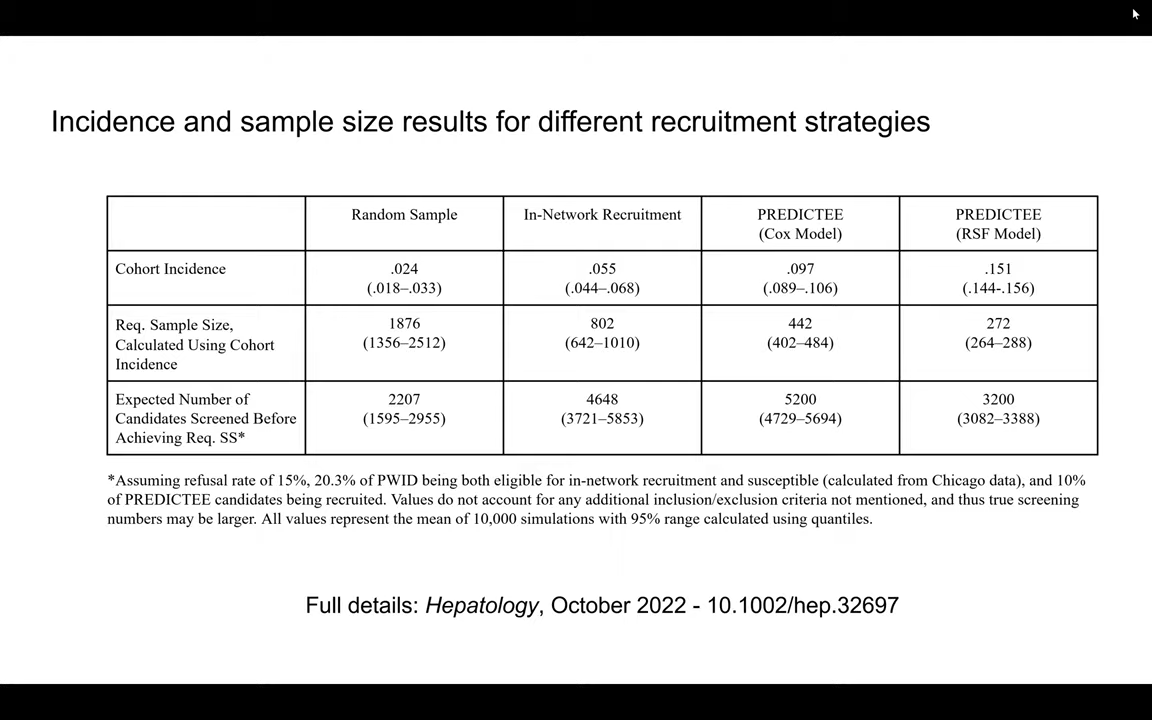 Incidence and sample size results for different recruitment strategies
Random Sample
In-Network Recruitment
PREDICTEE
(Cox Model)
PREDICTEE
(RSF Model)
Cohort Incidence
.024
(.018–.033)
.055
(.044–.068)
.097
(.089–.106)
.151
(.144-.156)
Req. Sample Size,
Calculated Using Cohort
Incidence
1876
(1356–2512)
802
(642–1010)
442
(402–484)
272
(264–288)
Expected Number of
Candidates Screened Before
Achieving Req. SS*
2207
(1595–2955)
4648
(3721–5853)
5200
(4729–5694)
3200
(3082–3388)
*Assuming refusal rate of 15%, 20.3% of PWID being both eligible for in-network recruitment and susceptible (calculated from Chicago data), and 10%
of PREDICTEE candidates being recruited. Values do not account for any additional inclusion/exclusion criteria not mentioned, and thus true screening
numbers may be larger. All values represent the mean of 10,000 simulations with 95% range calculated using quantiles.
Full details: Hepatology, October 2022 - 10.1002/hep.32697